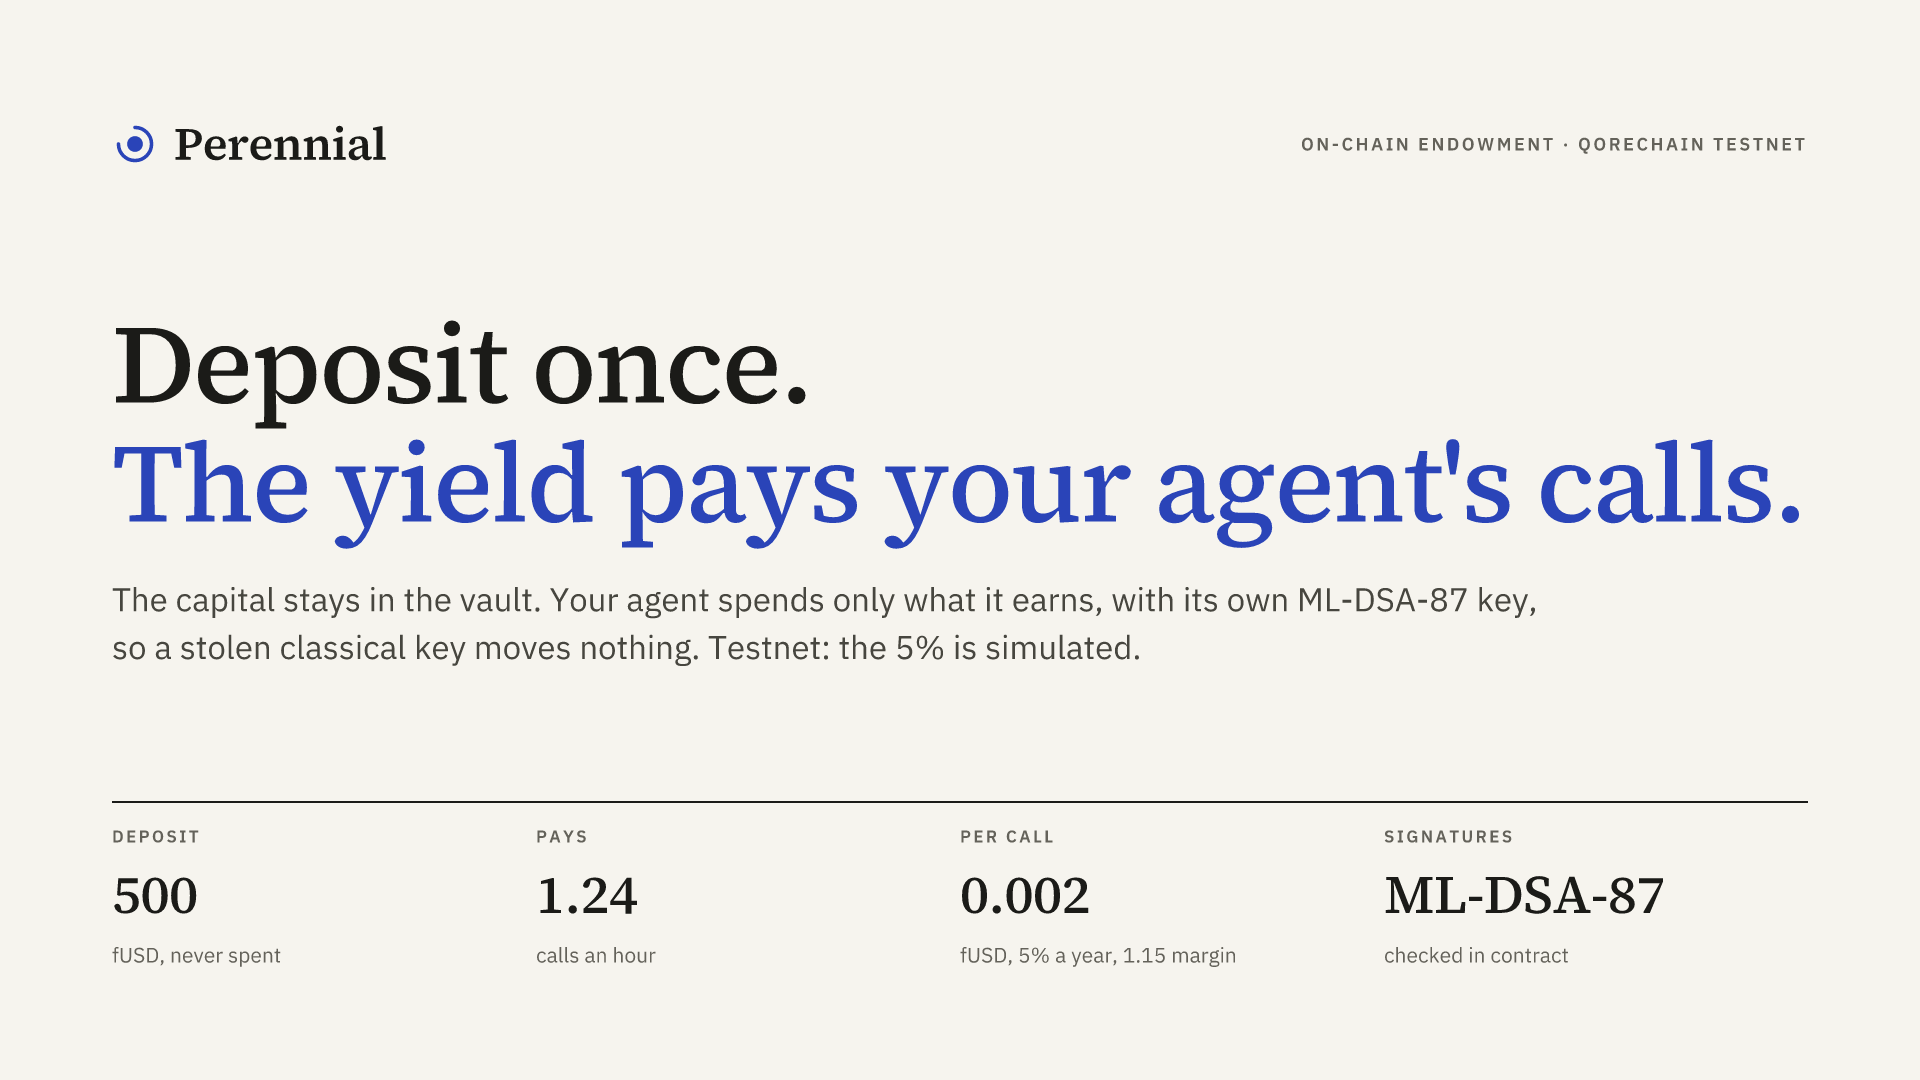 Perennial
ON-CHAIN ENDOWMENT · QORECHAIN TESTNET
Deposit once.
The yield pays your agent's calls.
The capital stays in the vault. Your agent spends only what it earns, with its own ML-DSA-87 key,
so a stolen classical key moves nothing. Testnet: the 5% is simulated.
DEPOSIT
500
fUSD, never spent
PAYS
1.24
calls an hour
PER CALL
0.002
fUSD, 5% a year, 1.15 margin
SIGNATURES
ML-DSA-87
checked in contract